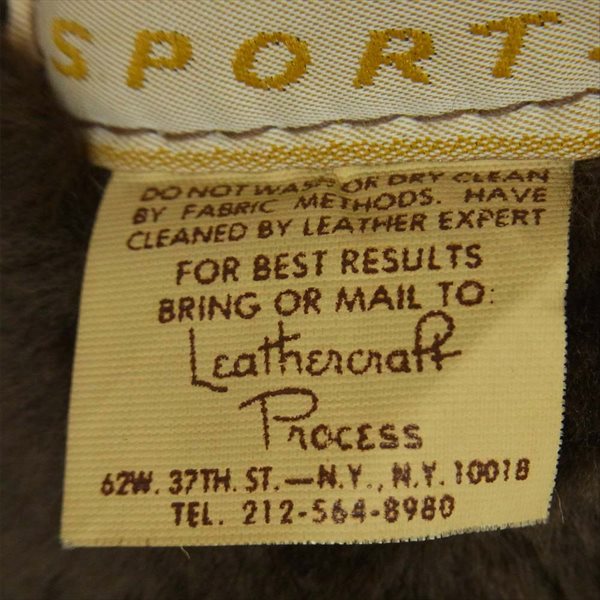 SPORT
DO NOT WASH OR DRY CLEAN
BY FABRIC METHODS. HAVE
CLEANED BY LEATHER EXPERT
FOR BEST RESULTS
BRING OR MAIL TO:
Leathercraft
Process
62W. 37TH. ST.—N.Y., N.Y. 10018
TEL. 212-564-8980